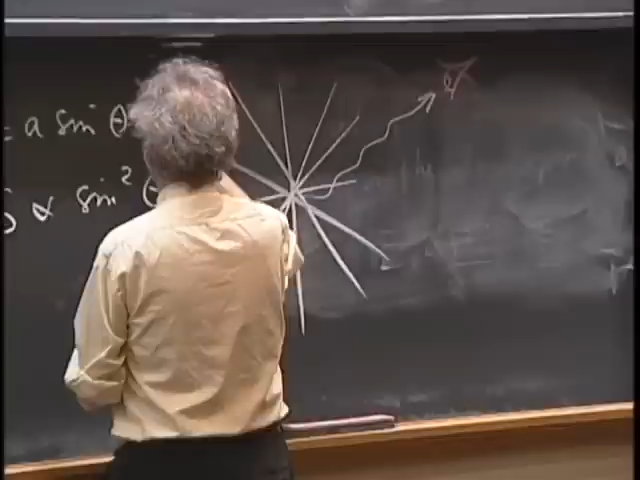 = a sin θ
S ∝ sin² θ